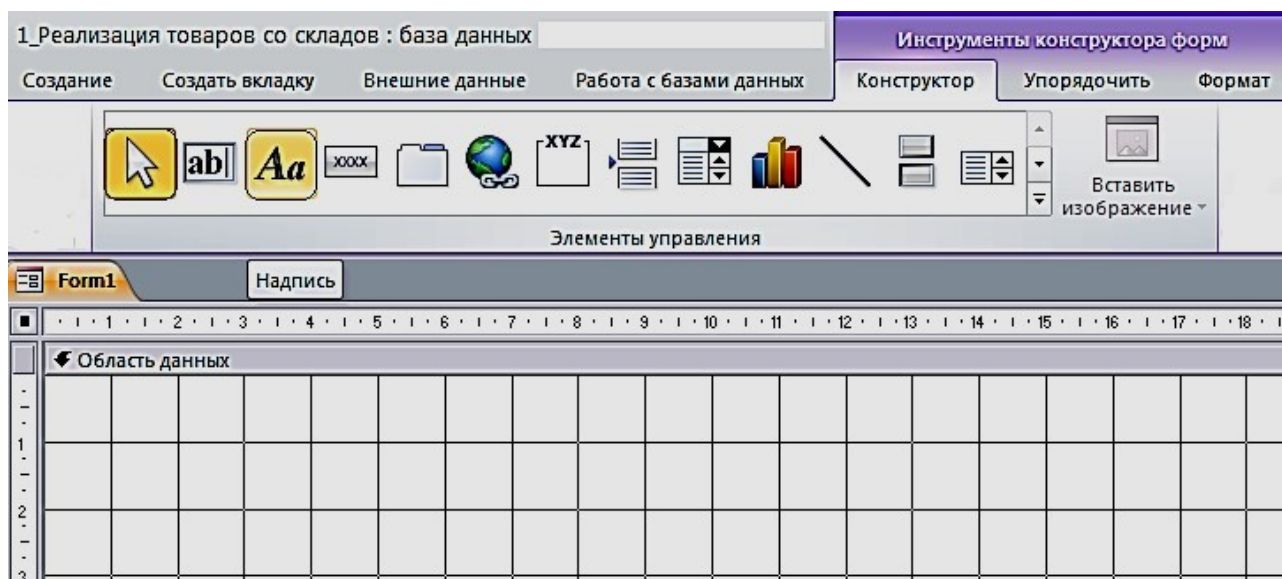 1_Реализация товаров со складов : база данных Инструменты конструктора форм
Создание Создать вкладку Внешние данные Работа с базами данных Конструктор Упорядочить Формат
ab| Aa xxxx XYZ
Вставить
изображение
Элементы управления
Form1 Надпись
1 2 3 4 5 6 7 8 9 10 11 12 13 14 15 16 17 18
Область данных
1
2
3